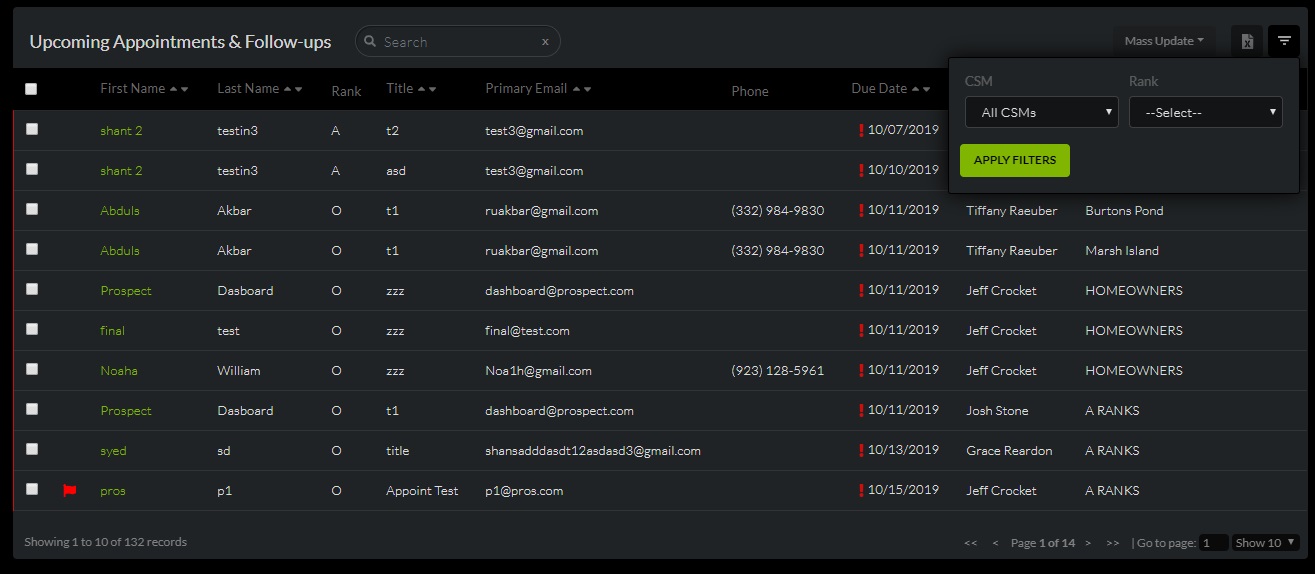 Upcoming Appointments & Follow-ups Search x Mass Update
CSM Rank
First Name Last Name Rank Title Primary Email Phone Due Date
All CSMs --Select--
shant 2 testin3 A t2 test3@gmail.com 10/07/2019
APPLY FILTERS
shant 2 testin3 A asd test3@gmail.com 10/10/2019
Abduls Akbar O t1 ruakbar@gmail.com (332) 984-9830 10/11/2019 Tiffany Raeuber Burtons Pond
Abduls Akbar O t1 ruakbar@gmail.com (332) 984-9830 10/11/2019 Tiffany Raeuber Marsh Island
Prospect Dasboard O zzz dashboard@prospect.com 10/11/2019 Jeff Crocket HOMEOWNERS
final test O zzz final@test.com 10/11/2019 Jeff Crocket HOMEOWNERS
Noaha William O zzz Noa1h@gmail.com (923) 128-5961 10/11/2019 Jeff Crocket HOMEOWNERS
Prospect Dasboard O t1 dashboard@prospect.com 10/11/2019 Josh Stone A RANKS
syed sd O title shansadddasdt12asdasd3@gmail.com 10/13/2019 Grace Reardon A RANKS
pros p1 O Appoint Test p1@pros.com 10/15/2019 Jeff Crocket A RANKS
Showing 1 to 10 of 132 records << < Page 1 of 14 > >> | Go to page: 1 Show 10